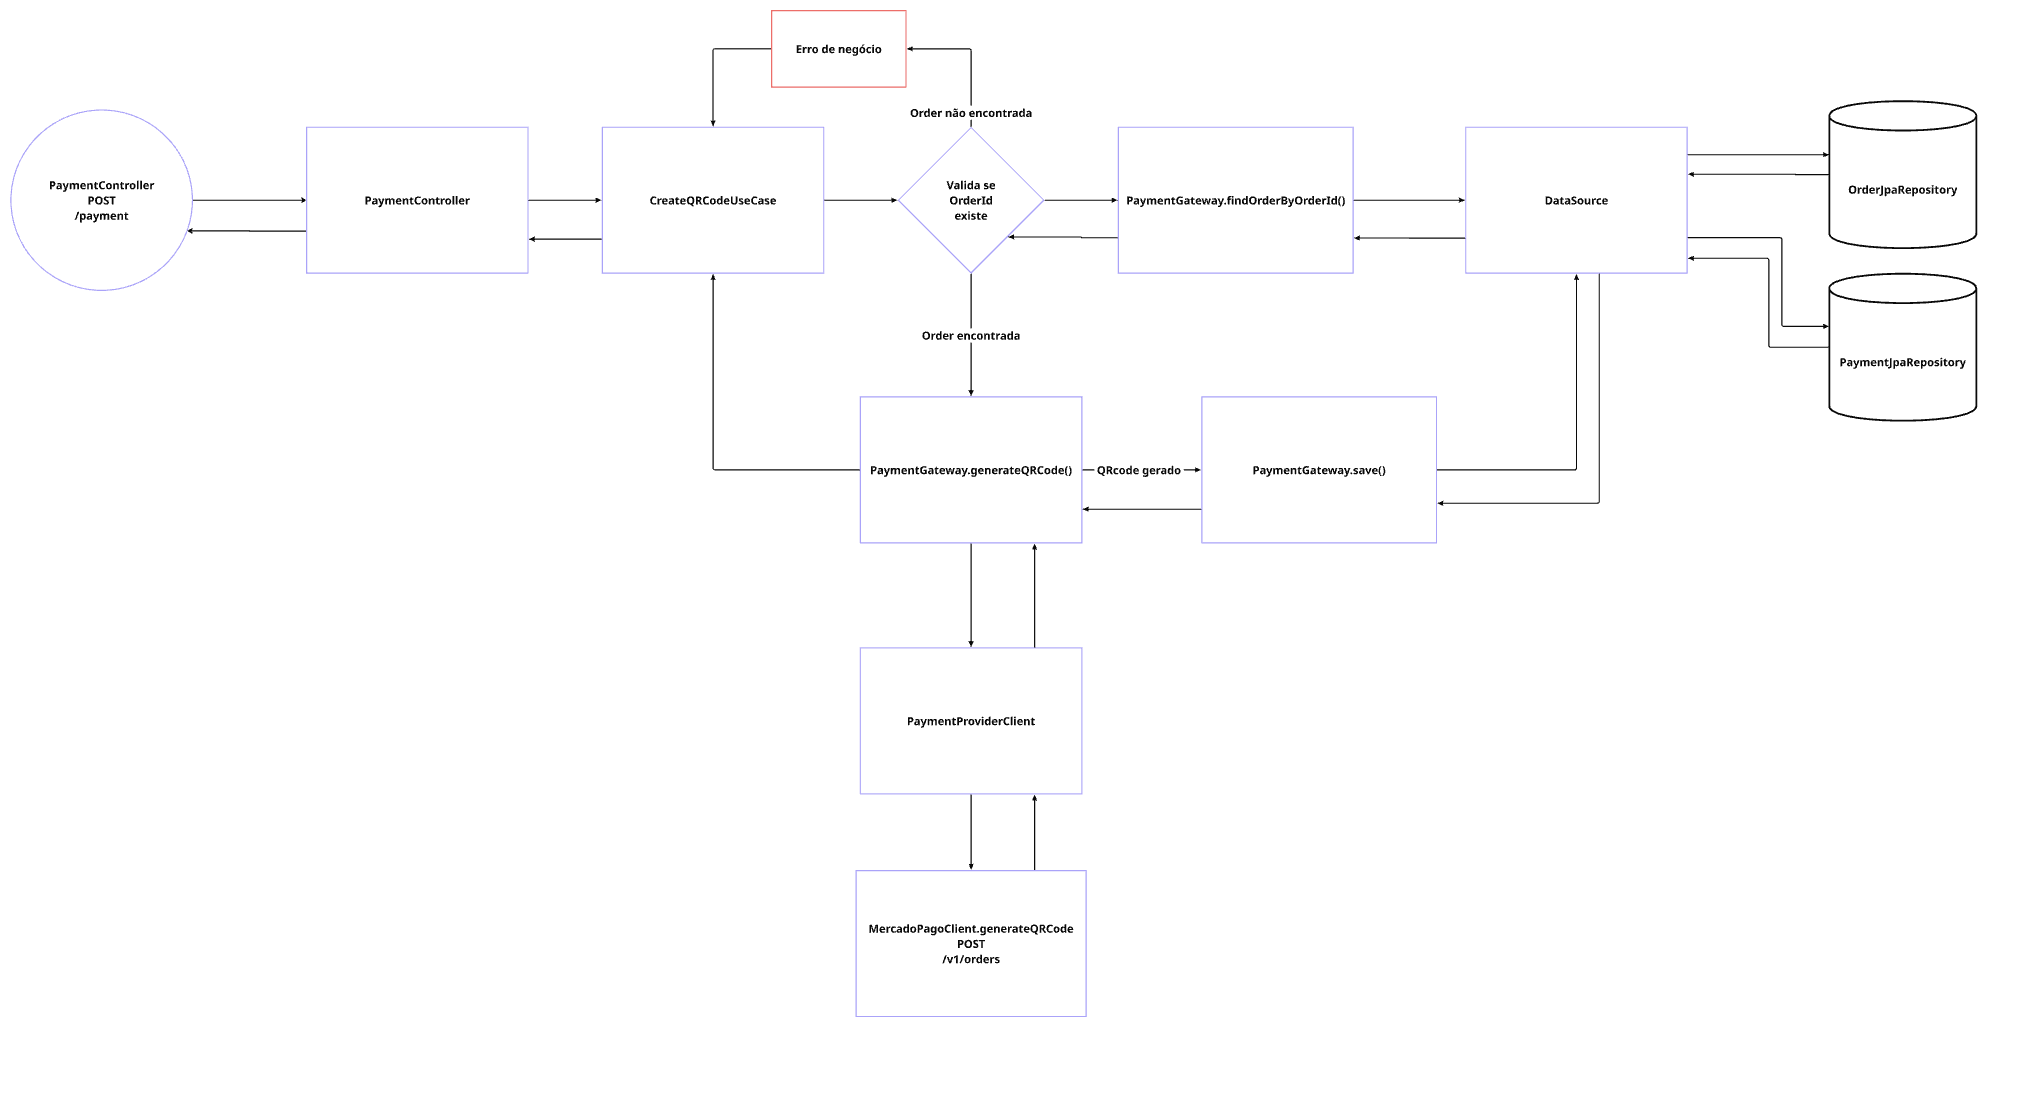 Erro de negócio
Order não encontrada
PaymentController
POST
/payment
PaymentController
CreateQRCodeUseCase
Valida se
OrderId
existe
PaymentGateway.findOrderByOrderId()
DataSource
OrderJpaRepository
Order encontrada
PaymentJpaRepository
PaymentGateway.generateQRCode()
QRcode gerado
PaymentGateway.save()
PaymentProviderClient
MercadoPagoClient.generateQRCode
POST
/v1/orders